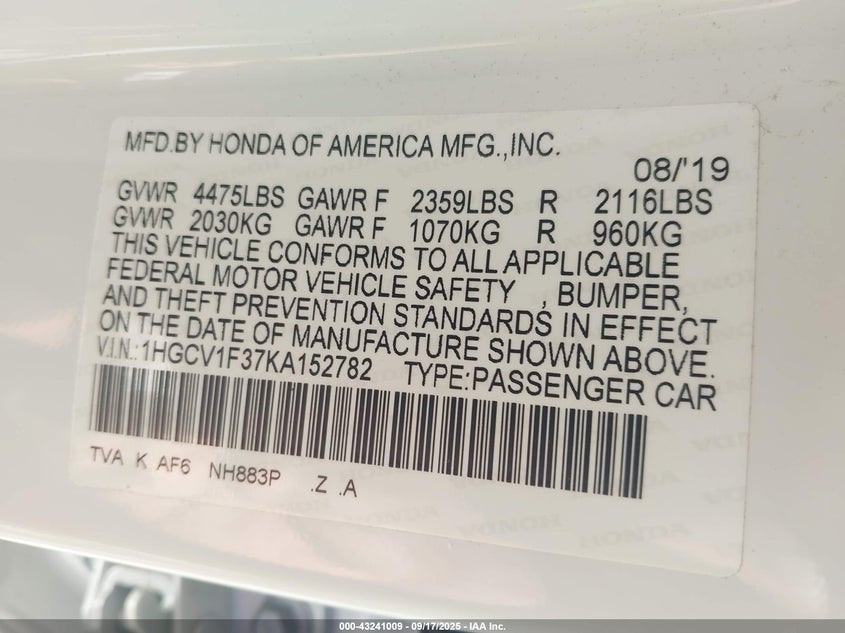 MFD.BY HONDA OF AMERICA MFG.,INC.
08/'19
GVWR 4475LBS GAWR F 2359LBS R 2116LBS
GVWR 2030KG GAWR F 1070KG R 960KG
THIS VEHICLE CONFORMS TO ALL APPLICABLE
FEDERAL MOTOR VEHICLE SAFETY , BUMPER,
AND THEFT PREVENTION STANDARDS IN EFFECT
ON THE DATE OF MANUFACTURE SHOWN ABOVE.
V.I.N.:1HGCV1F37KA152782 TYPE:PASSENGER CAR
TVA K AF6 NH883P .Z .A
HONDA HONDA
000-43241009 - 09/17/2025 - IAA Inc.